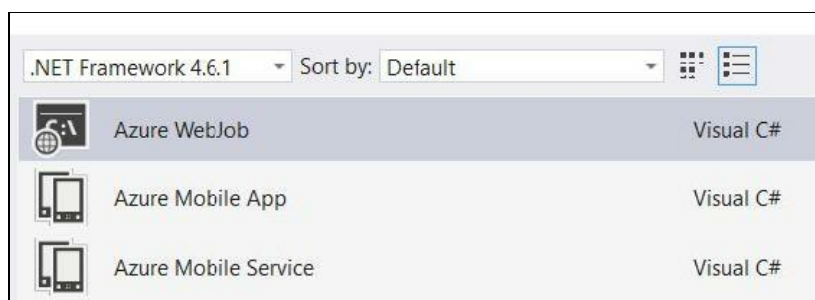 .NET Framework 4.6.1 Sort by: Default
C:\
Azure WebJob Visual C#
Azure Mobile App Visual C#
Azure Mobile Service Visual C#